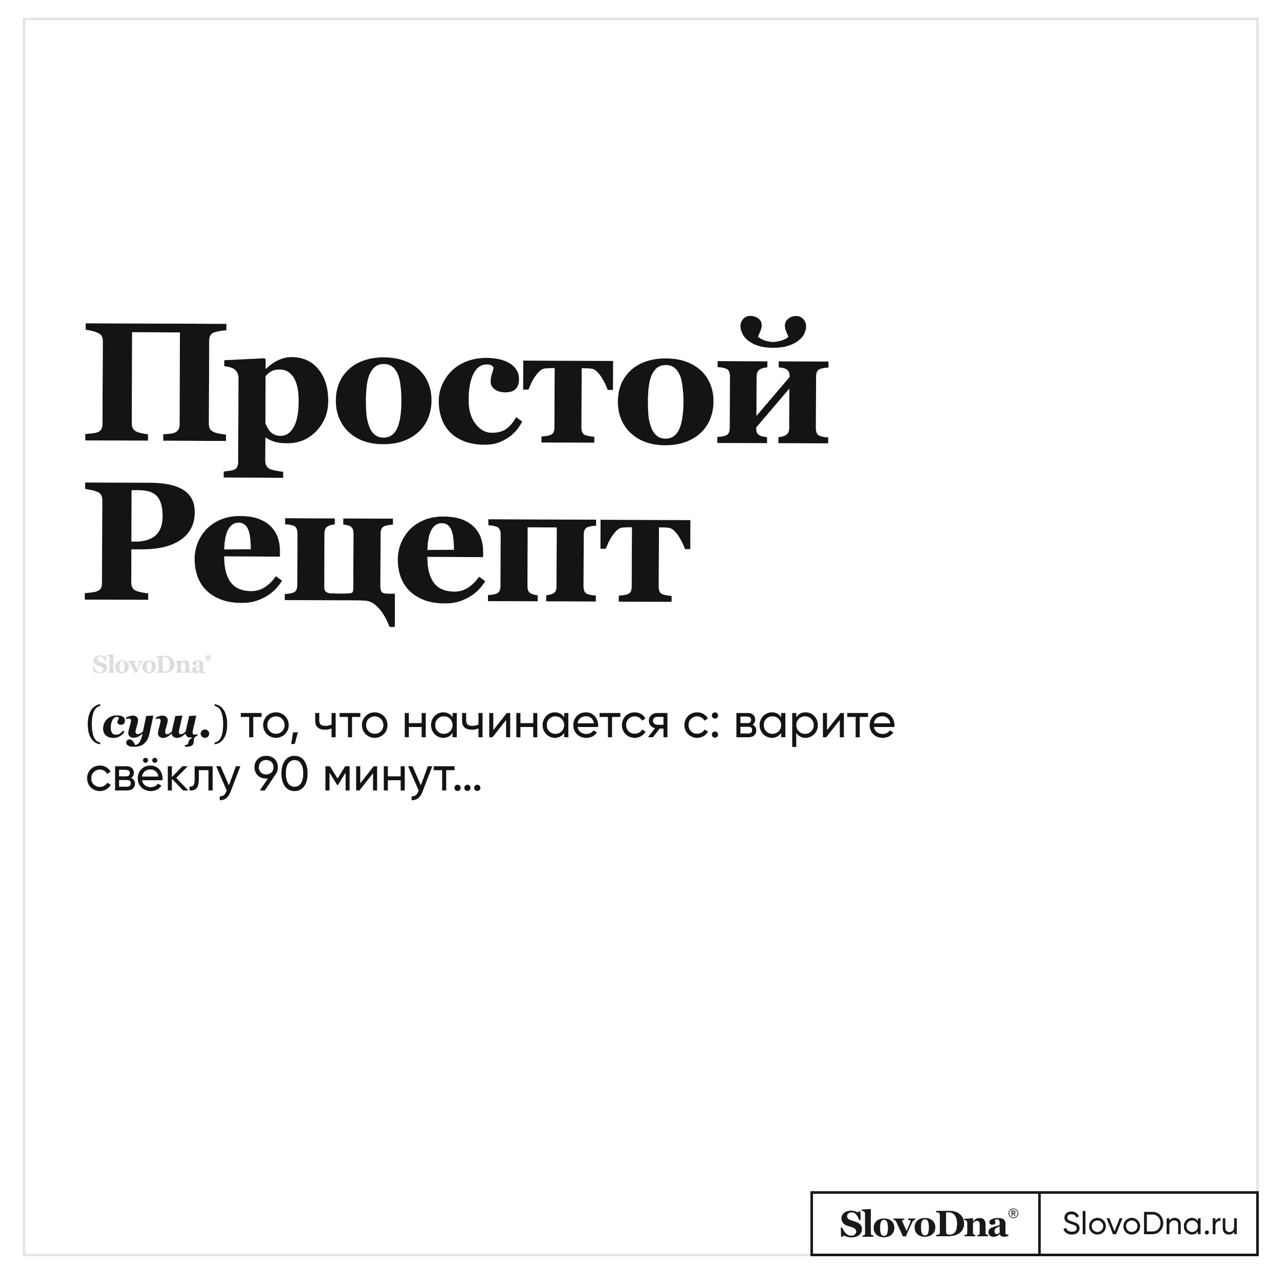 Простой
Рецепт
SlovoDna®
(сущ.) то, что начинается с: варите
свёклу 90 минут...
SlovoDna® SlovoDna.ru